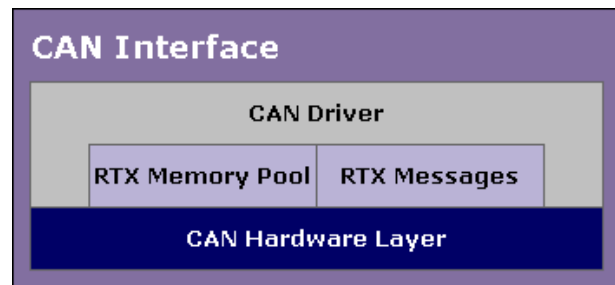 CAN Interface
CAN Driver
RTX Memory Pool RTX Messages
CAN Hardware Layer